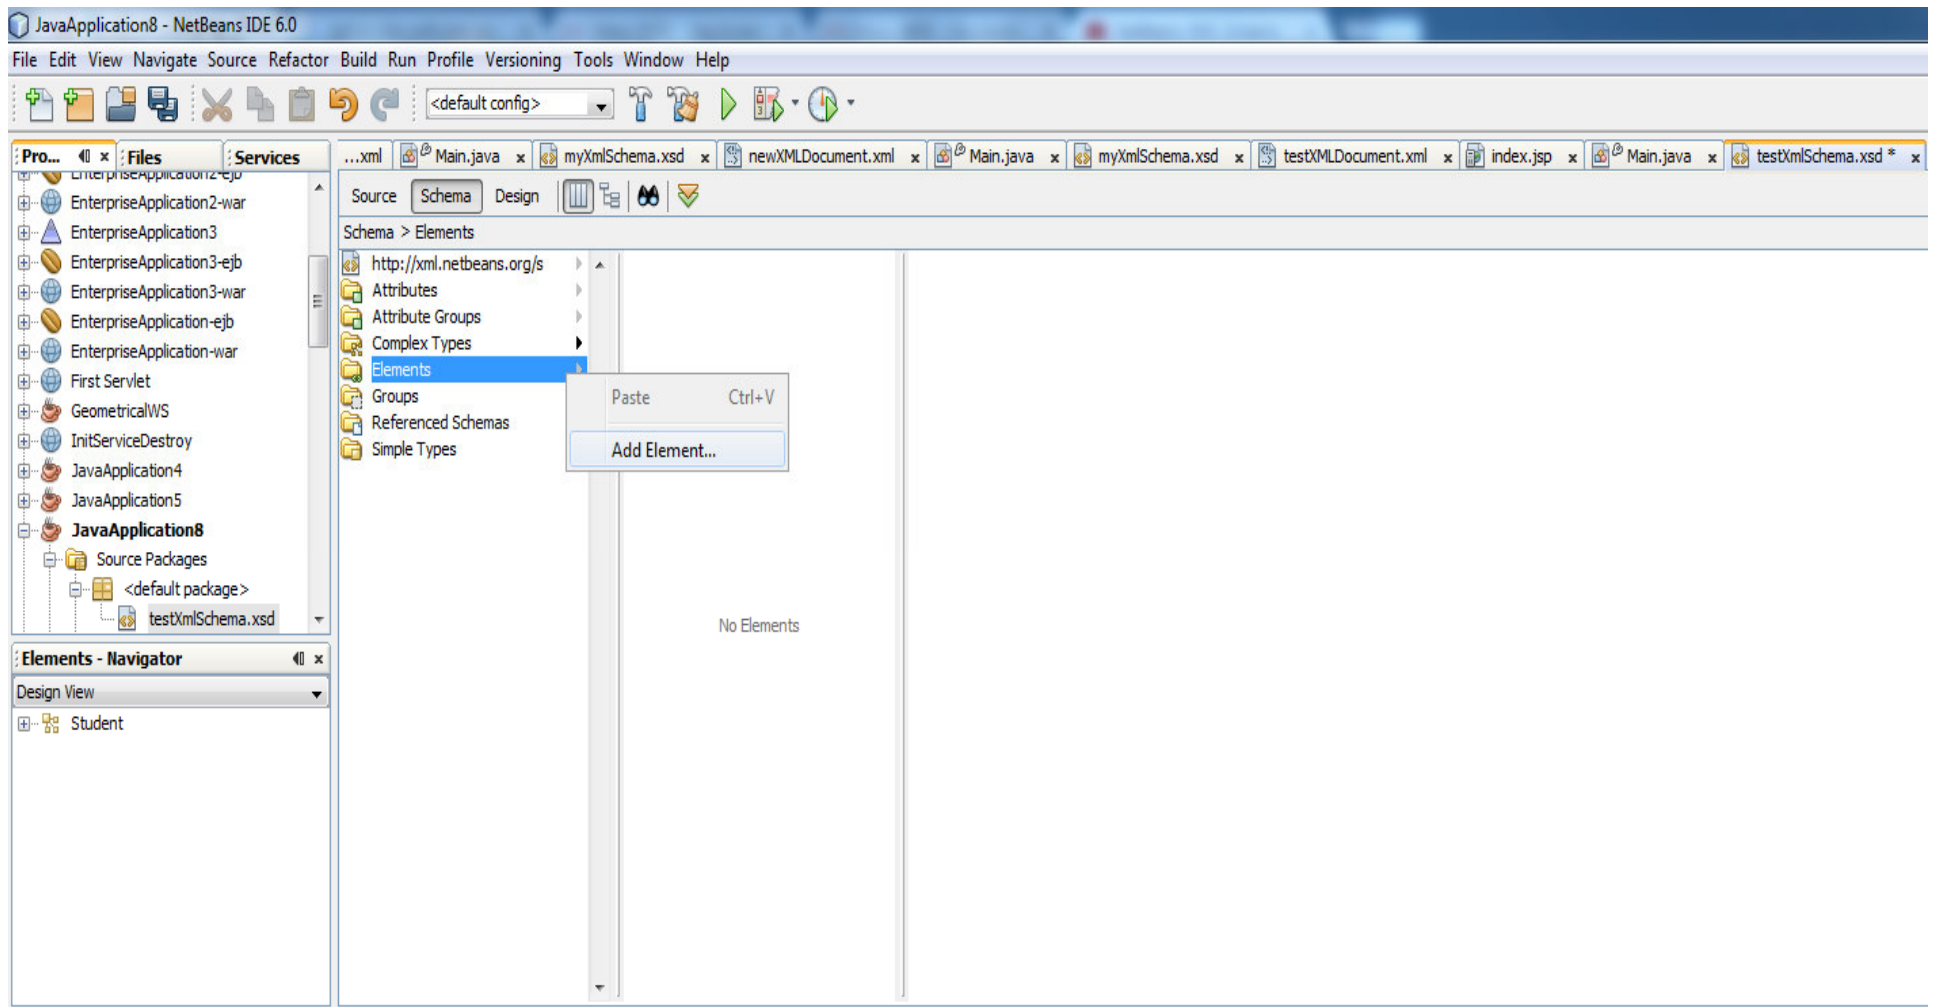 JavaApplication8 - NetBeans IDE 6.0
File Edit View Navigate Source Refactor Build Run Profile Versioning Tools Window Help
<default config>
Pro... Files Services
...xml Main.java myXmlSchema.xsd newXMLDocument.xml Main.java myXmlSchema.xsd testXMLDocument.xml index.jsp Main.java testXmlSchema.xsd *
EnterpriseApplication2-ejb
EnterpriseApplication2-war
EnterpriseApplication3
EnterpriseApplication3-ejb
EnterpriseApplication3-war
EnterpriseApplication-ejb
EnterpriseApplication-war
First Servlet
GeometricalWS
InitServiceDestroy
JavaApplication4
JavaApplication5
JavaApplication8
Source Packages
<default package>
testXmlSchema.xsd
Elements - Navigator
Design View
Student
Source Schema Design
Schema > Elements
http://xml.netbeans.org/s
Attributes
Attribute Groups
Complex Types
Elements
Groups
Referenced Schemas
Simple Types
Paste Ctrl+V
Add Element...
No Elements